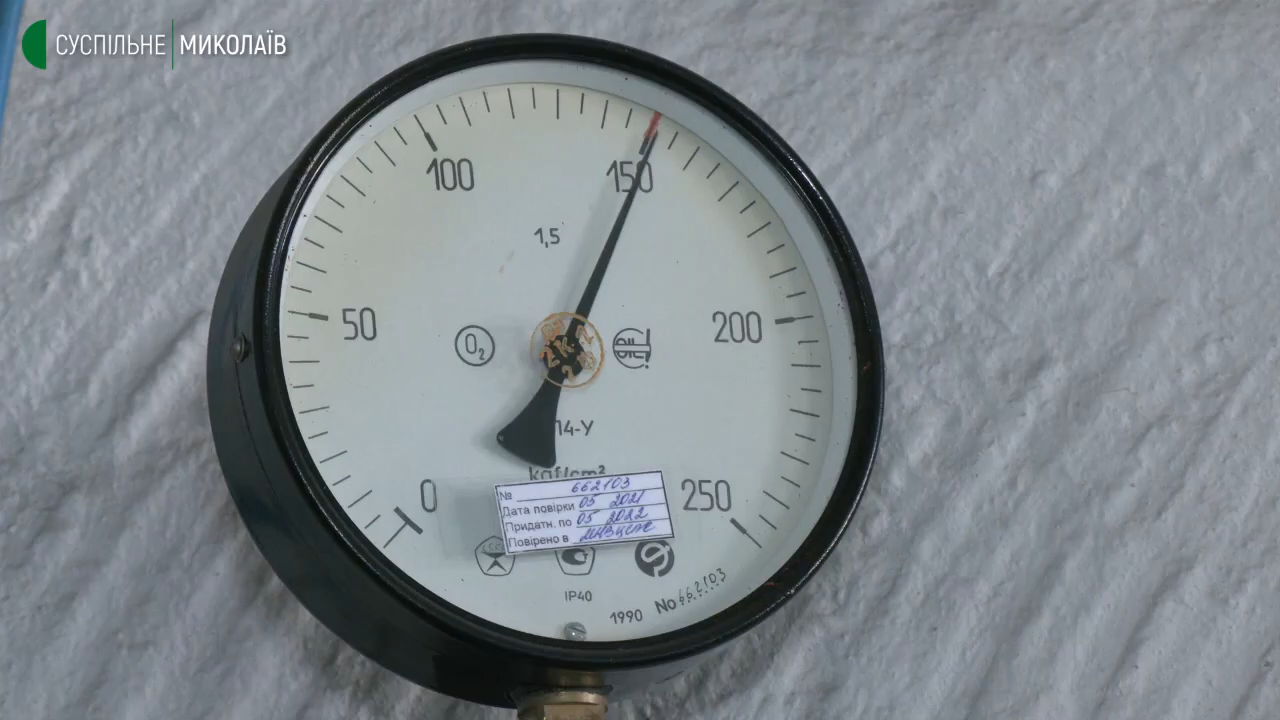 СУСПІЛЬНЕ МИКОЛАЇВ
100
150
1,5
50
200
O₂
14-У
kgf/cm²
0
250
№ 662103
Дата повірки 05 2021
Придатн. по 05 2022
Повірено в
IP40
1990 No 662103